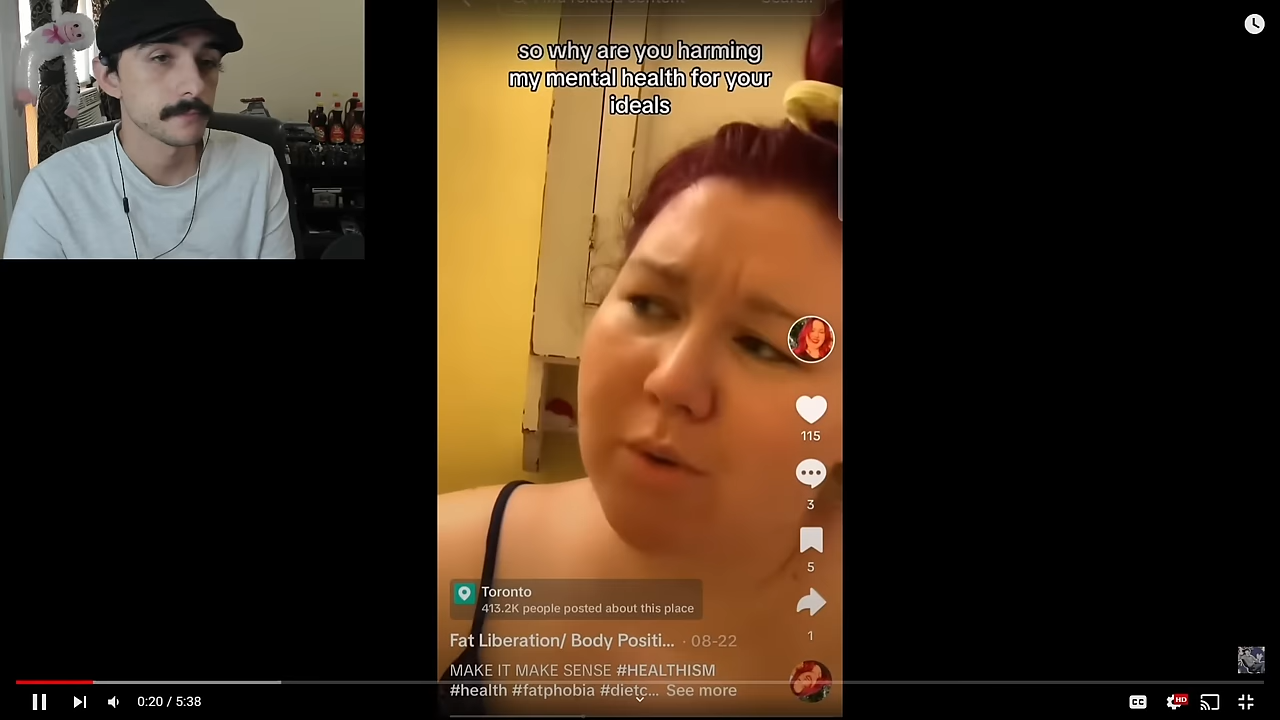 so why are you harming
my mental health for your
ideals
115
3
5
1
Toronto
413.2K people posted about this place
Fat Liberation/ Body Positi... · 08-22
MAKE IT MAKE SENSE #HEALTHISM
#health #fatphobia #dietc... See more
0:20 / 5:38
CC
HD